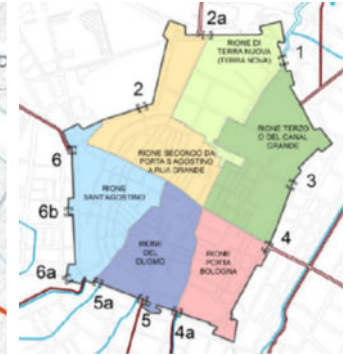 2a
RIONE DI
TERRA NUOVA
(TERRA NOVA)
1
2
RIONE TERZO
O DEL CANAL
GRANDE
RIONE SECONDO DA
PORTA S.AGOSTINO
A RUA GRANDE
6
3
RIONE
SANT'AGOSTINO
6b
RIONE
DEL
DUOMO
RIONE
PORTA
BOLOGNA
4
6a
5a
5
4a